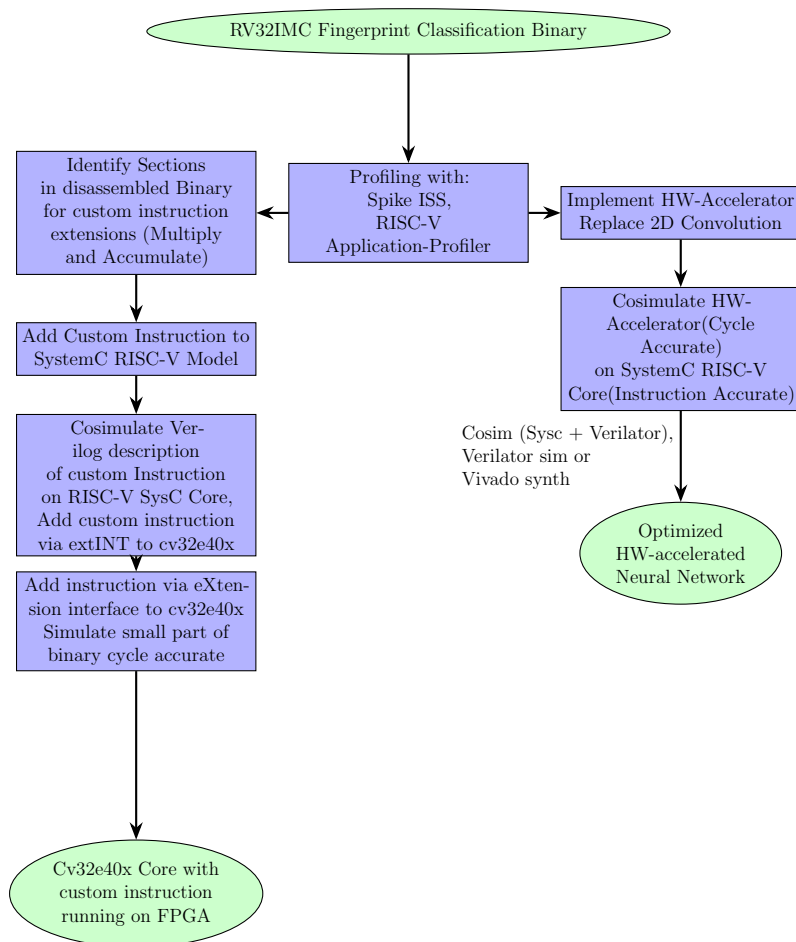 RV32IMC Fingerprint Classification Binary
Identify Sections
in disassembled Binary
for custom instruction
extensions (Multiply
and Accumulate)
Profiling with:
Spike ISS,
RISC-V
Application-Profiler
Implement HW-Accelerator
Replace 2D Convolution
Add Custom Instruction to
SystemC RISC-V Model
Cosimulate HW-
Accelerator(Cycle
Accurate)
on SystemC RISC-V
Core(Instruction Accurate)
Cosimulate Ver-
ilog description
of custom Instruction
on RISC-V SysC Core,
Add custom instruction
via extINT to cv32e40x
Cosim (Sysc + Verilator),
Verilator sim or
Vivado synth
Optimized
HW-accelerated
Neural Network
Add instruction via eXten-
sion interface to cv32e40x
Simulate small part of
binary cycle accurate
Cv32e40x Core with
custom instruction
running on FPGA